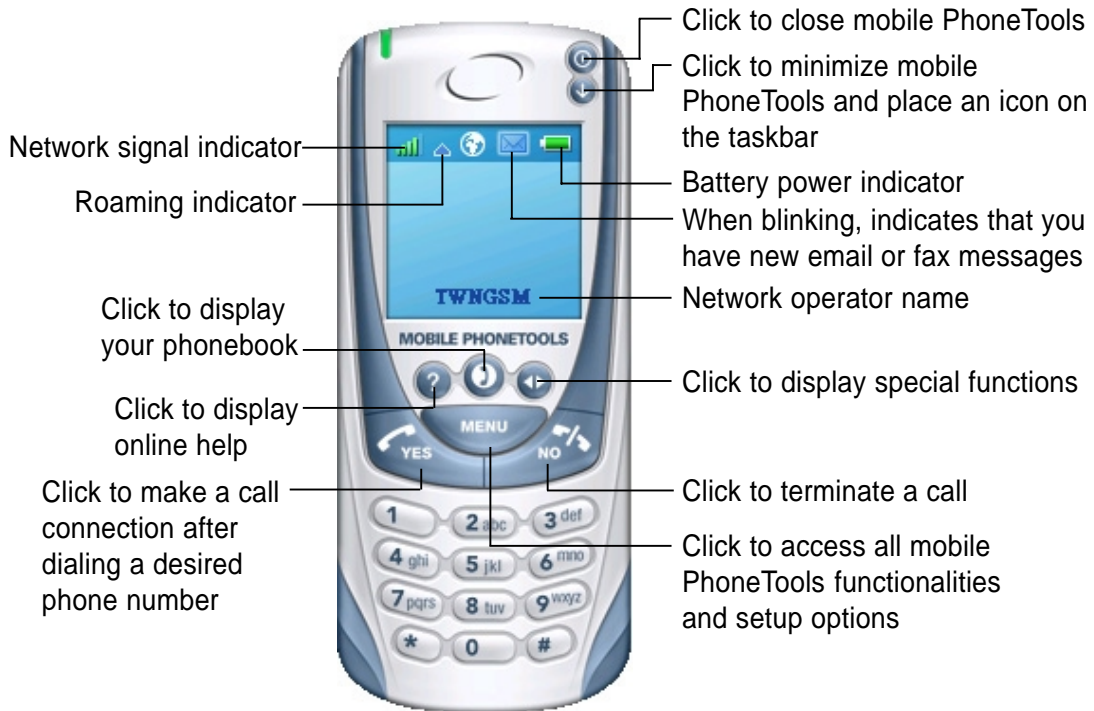 Click to close mobile PhoneTools
Click to minimize mobile
PhoneTools and place an icon on
the taskbar
Network signal indicator
Roaming indicator
Battery power indicator
When blinking, indicates that you
have new email or fax messages
TWNGSM
Network operator name
MOBILE PHONETOOLS
Click to display
your phonebook
?
Click to display special functions
Click to display
online help
MENU
YES
NO
Click to make a call
connection after
dialing a desired
phone number
Click to terminate a call
Click to access all mobile
PhoneTools functionalities
and setup options
1 2 abc 3 def
4 ghi 5 jkl 6 mno
7 pqrs 8 tuv 9 wxyz
* 0 #